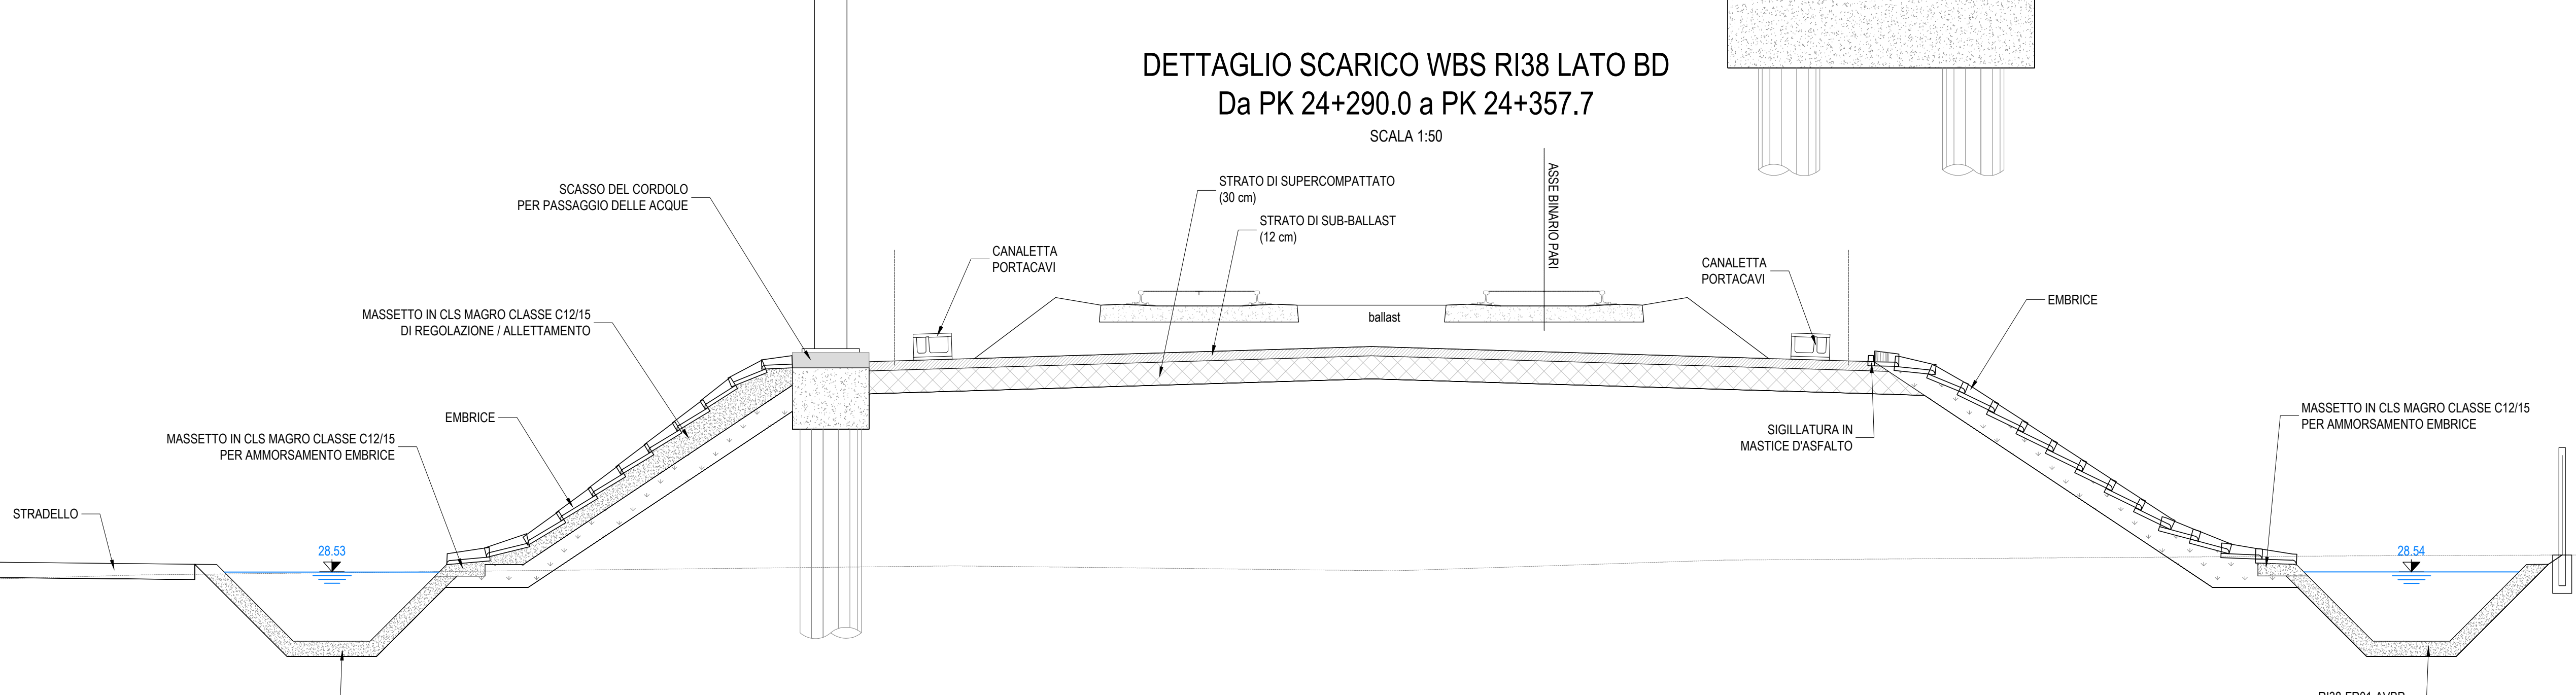 DETTAGLIO SCARICO WBS RI38 LATO BD
Da PK 24+290.0 a PK 24+357.7
SCALA 1:50
SCASSO DEL CORDOLO
PER PASSAGGIO DELLE ACQUE
STRATO DI SUPERCOMPATTATO
(30 cm)
STRATO DI SUB-BALLAST
(12 cm)
ASSE BINARIO PARI
CANALETTA
PORTACAVI
CANALETTA
PORTACAVI
EMBRICE
MASSETTO IN CLS MAGRO CLASSE C12/15
DI REGOLAZIONE / ALLETTAMENTO
ballast
EMBRICE
MASSETTO IN CLS MAGRO CLASSE C12/15
PER AMMORSAMENTO EMBRICE
SIGILLATURA IN
MASTICE D'ASFALTO
MASSETTO IN CLS MAGRO CLASSE C12/15
PER AMMORSAMENTO EMBRICE
STRADELLO
28.53
28.54